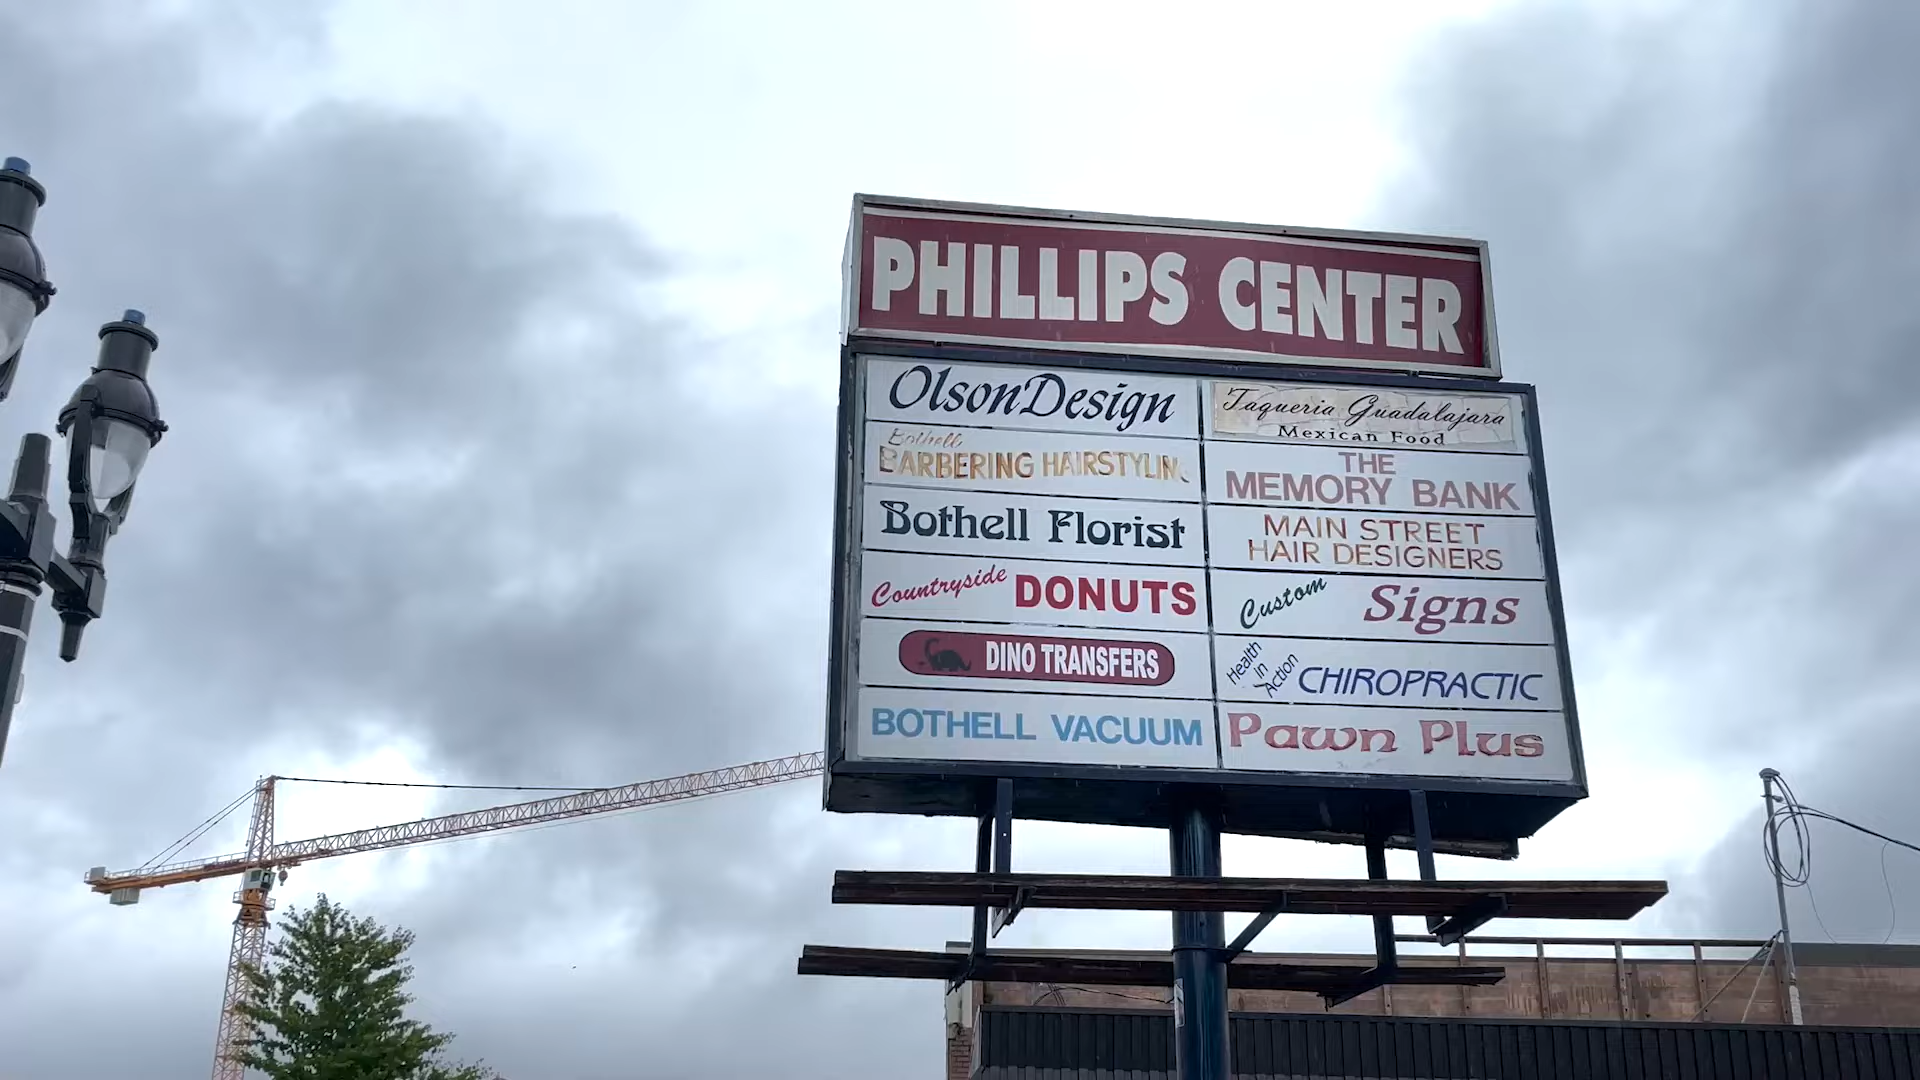 PHILLIPS CENTER
OlsonDesign
Bothell
BARBERING HAIRSTYLIN
Bothell Florist
Countryside DONUTS
DINO TRANSFERS
BOTHELL VACUUM
Taqueria Guadalajara
Mexican Food
THE
MEMORY BANK
MAIN STREET
HAIR DESIGNERS
Custom Signs
Health
in
Action
CHIROPRACTIC
Pawn Plus